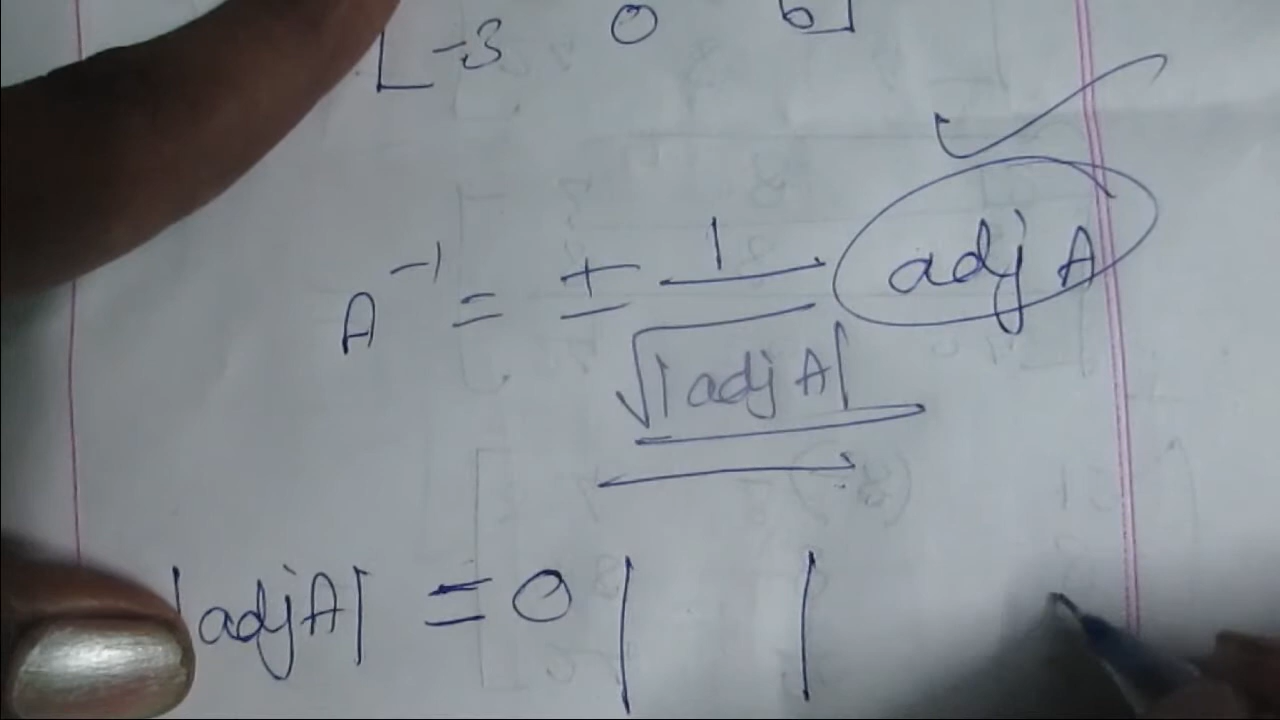 [ -3 0 6 ]
A⁻¹ = ± 1/√|adj A| adj A
|adj A| = 0 | |